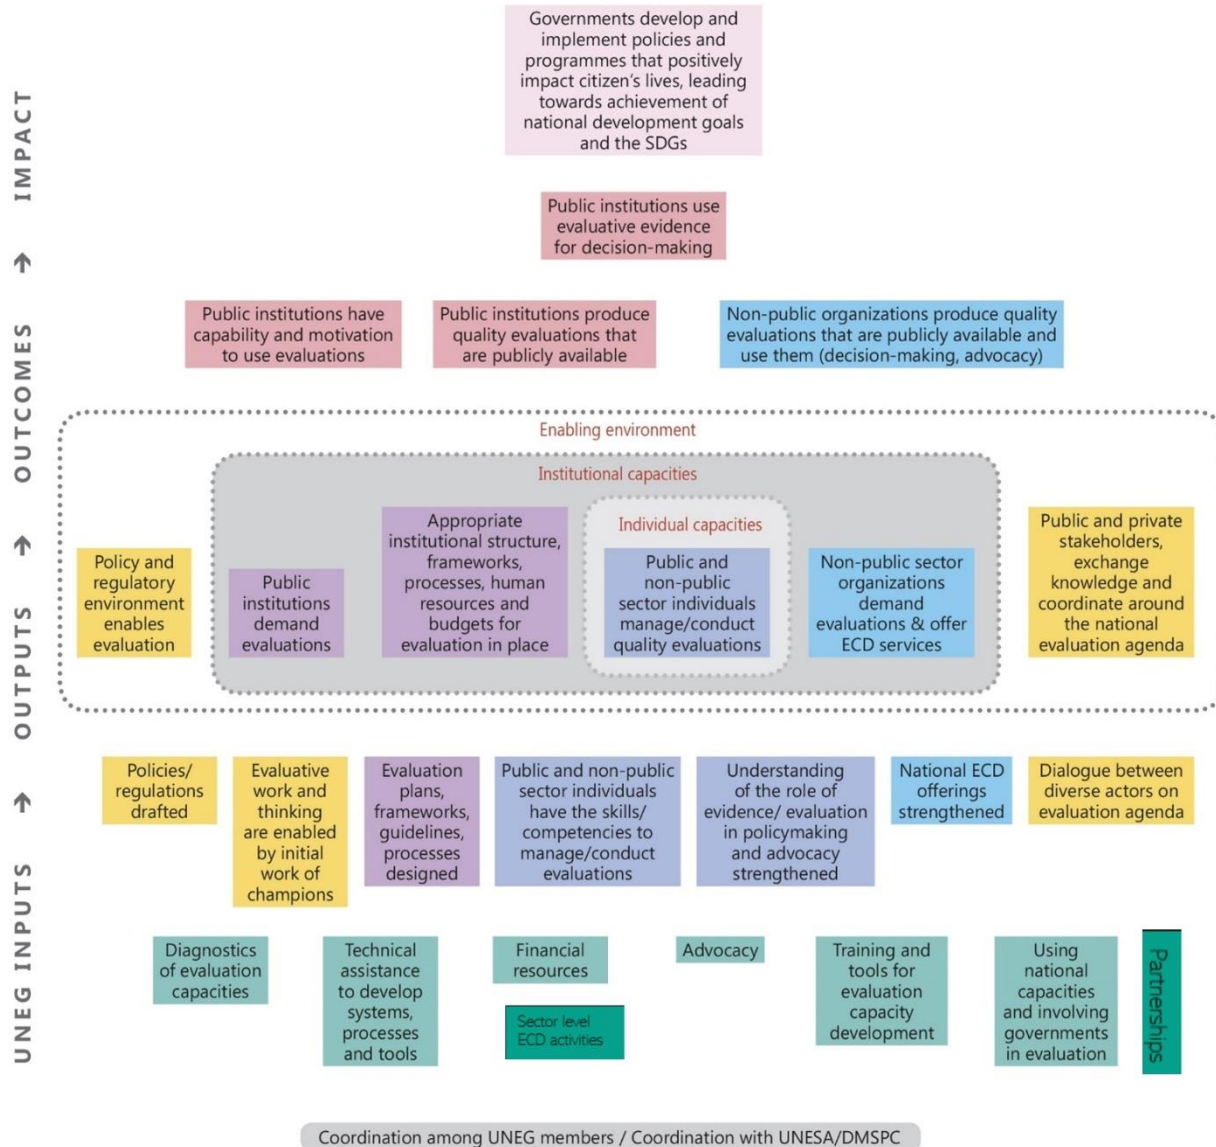 Governments develop and
implement policies and
programmes that positively
impact citizen's lives, leading
towards achievement of
national development goals
and the SDGs
Public institutions use
evaluative evidence
for decision-making
Public institutions have
capability and motivation
to use evaluations
Public institutions produce
quality evaluations that
are publicly available
Non-public organizations produce quality
evaluations that are publicly available and
use them (decision-making, advocacy)
Enabling environment
Institutional capacities
Individual capacities
Policy and
regulatory
environment
enables
evaluation
Public
institutions
demand
evaluations
Appropriate
institutional structure,
frameworks,
processes, human
resources and
budgets for
evaluation in place
Public and
non-public
sector individuals
manage/conduct
quality evaluations
Non-public sector
organizations
demand
evaluations & offer
ECD services
Public and private
stakeholders,
exchange
knowledge and
coordinate around
the national
evaluation agenda
Policies/
regulations
drafted
Evaluative
work and
thinking
are enabled
by initial
work of
champions
Evaluation
plans,
frameworks,
guidelines,
processes
designed
Public and non-public
sector individuals
have the skills/
competencies to
manage/conduct
evaluations
Understanding
of the role of
evidence/ evaluation
in policymaking
and advocacy
strengthened
National ECD
offerings
strengthened
Dialogue between
diverse actors on
evaluation agenda
Diagnostics
of evaluation
capacities
Technical
assistance
to develop
systems,
processes
and tools
Financial
resources
Sector level
ECD activities
Advocacy
Training and
tools for
evaluation
capacity
development
Using
national
capacities
and involving
governments
in evaluation
Partnerships
Coordination among UNEG members / Coordination with UNESA/DMSPC
UNEG INPUTS → OUTPUTS → OUTCOMES → IMPACT